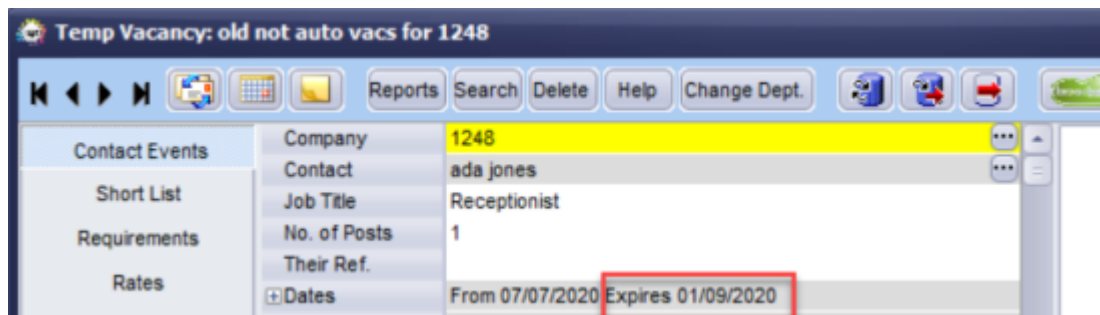 Temp Vacancy: old not auto vacs for 1248
Reports Search Delete Help Change Dept.
Contact Events
Short List
Requirements
Rates
Company 1248
Contact ada jones
Job Title Receptionist
No. of Posts 1
Their Ref.
Dates From 07/07/2020 Expires 01/09/2020